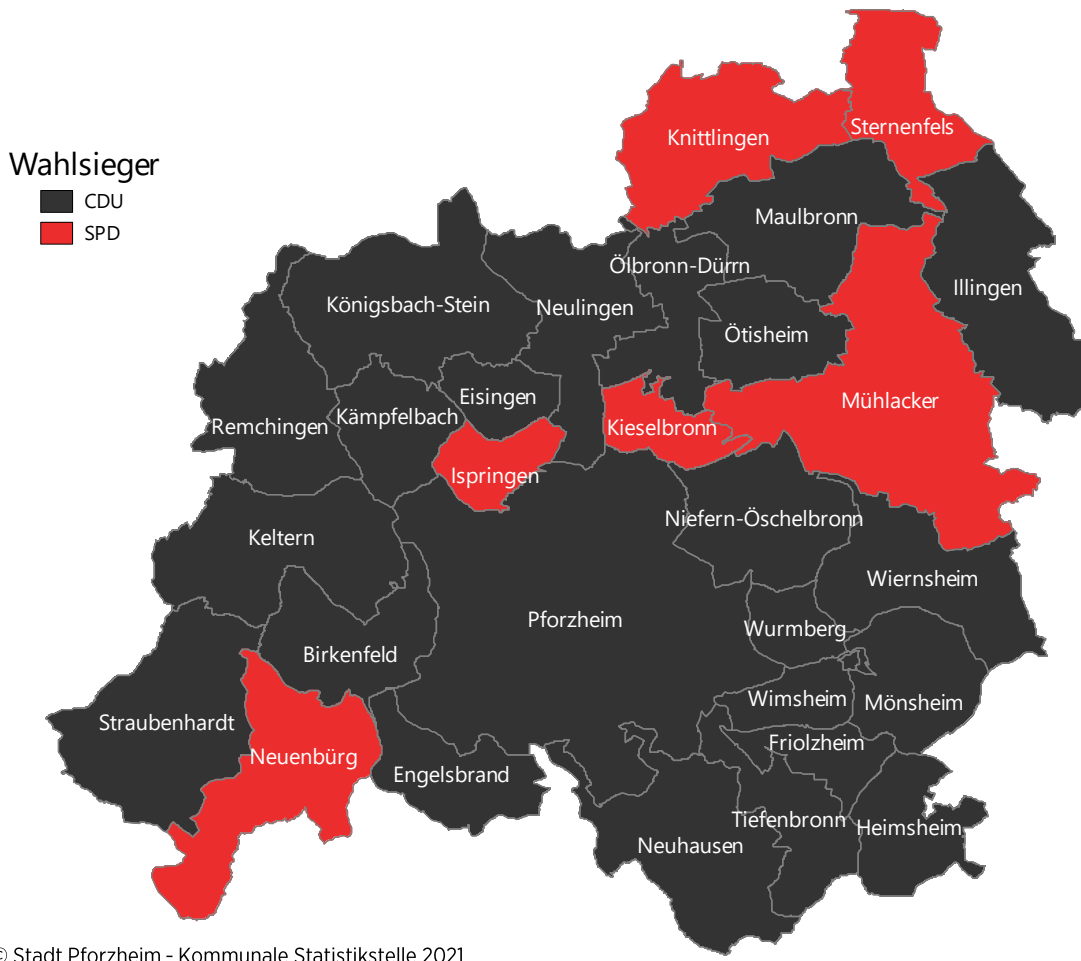 Wahlsieger
CDU
SPD
Knittlingen
Sternenfels
Maulbronn
Ölbronn-Dürrn
Illingen
Königsbach-Stein
Neulingen
Ötisheim
Eisingen
Mühlacker
Kämpfelbach
Remchingen
Kieselbronn
Ispringen
Niefern-Öschelbronn
Keltern
Wiernsheim
Pforzheim
Wurmberg
Birkenfeld
Wimsheim
Mönsheim
Straubenhardt
Friolzheim
Neuenbürg
Engelsbrand
Tiefenbronn
Heimsheim
Neuhausen
© Stadt Pforzheim - Kommunale Statistikstelle 2021